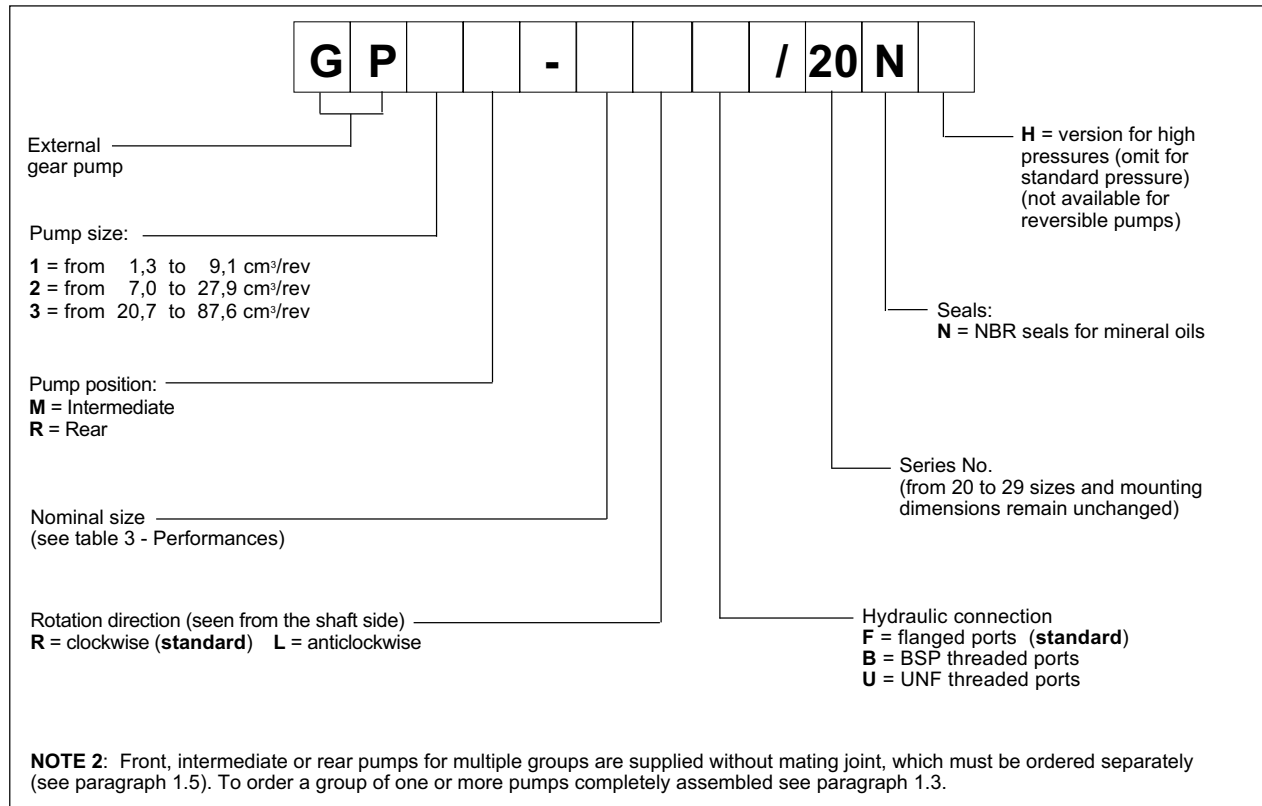 G P - / 20 N
External
gear pump
H = version for high
pressures (omit for
standard pressure)
(not available for
reversible pumps)
Pump size:
1 = from 1,3 to 9,1 cm³/rev
2 = from 7,0 to 27,9 cm³/rev
3 = from 20,7 to 87,6 cm³/rev
Seals:
N = NBR seals for mineral oils
Pump position:
M = Intermediate
R = Rear
Series No.
(from 20 to 29 sizes and mounting
dimensions remain unchanged)
Nominal size
(see table 3 - Performances)
Rotation direction (seen from the shaft side)
R = clockwise (standard) L = anticlockwise
Hydraulic connection
F = flanged ports (standard)
B = BSP threaded ports
U = UNF threaded ports
NOTE 2: Front, intermediate or rear pumps for multiple groups are supplied without mating joint, which must be ordered separately
(see paragraph 1.5). To order a group of one or more pumps completely assembled see paragraph 1.3.